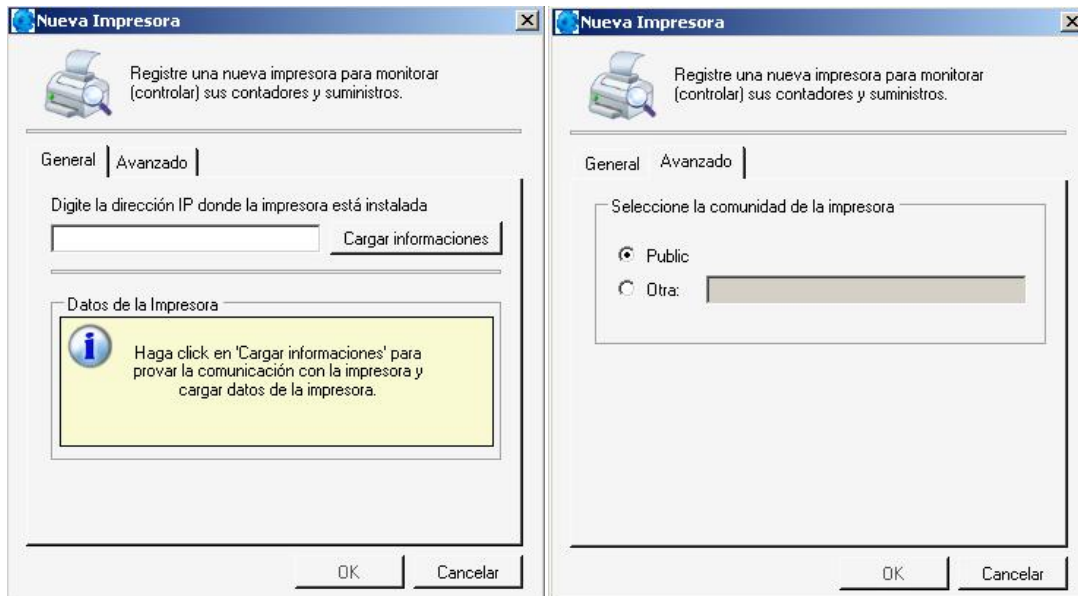 Nueva Impresora
Registre una nueva impresora para monitorar
(controlar) sus contadores y suministros.
General
Avanzado
Digite la dirección IP donde la impresora está instalada
Cargar informaciones
Datos de la Impresora
Haga click en 'Cargar informaciones' para
provar la comunicación con la impresora y
cargar datos de la impresora.
OK
Cancelar
Nueva Impresora
Registre una nueva impresora para monitorar
(controlar) sus contadores y suministros.
General
Avanzado
Seleccione la comunidad de la impresora
Public
Otra:
OK
Cancelar